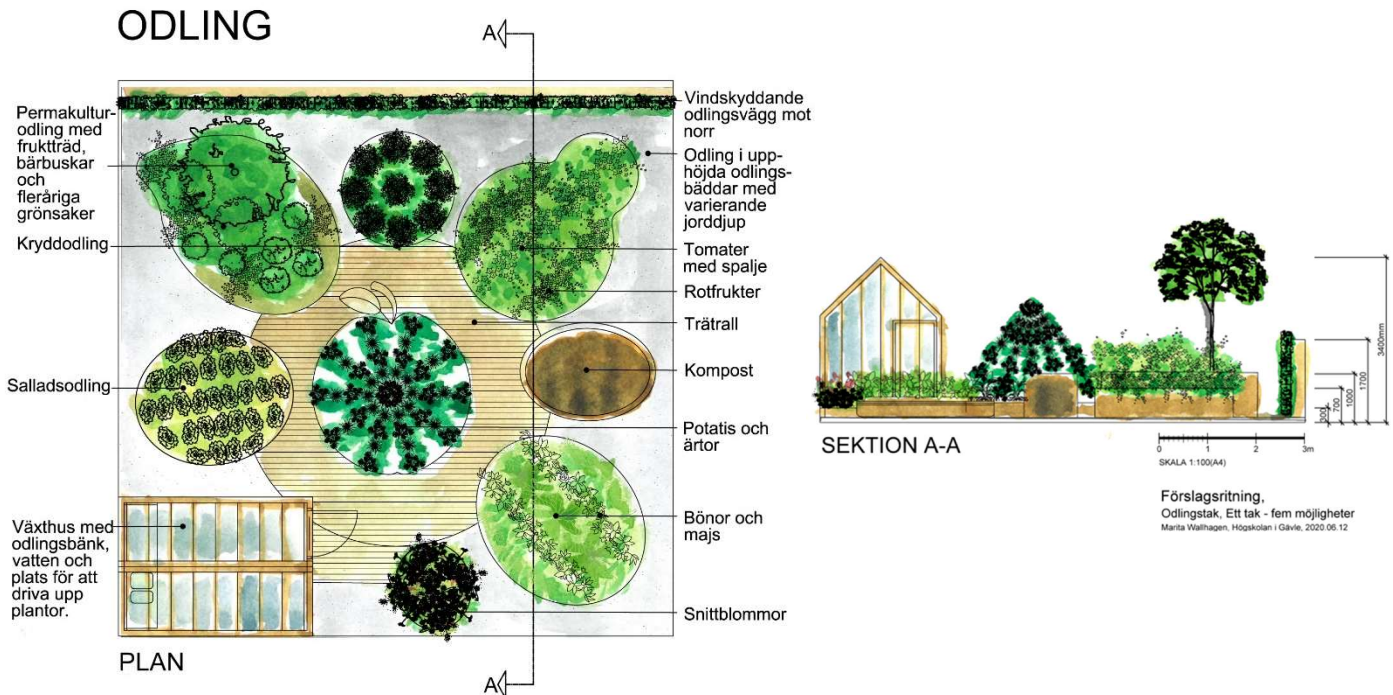 ODLING
A
Permakultur-
odling med
fruktträd,
bärbuskar
och
fleråriga
grönsaker
Kryddodling
Salladsodling
Växthus med
odlingsbänk,
vatten och
plats för att
driva upp
plantor.
Vindskyddande
odlingsvägg mot
norr
Odling i upp-
höjda odlings-
bäddar med
varierande
jorddjup
Tomater
med spalje
Rotfrukter
Trätrall
Kompost
Potatis och
ärtor
Bönor och
majs
Snittblommor
PLAN
A
SEKTION A-A
300
700
1000
1700
3400mm
0
1
2
3m
SKALA 1:100(A4)
Förslagsritning,
Odlingstak, Ett tak - fem möjligheter
Marita Wallhagen, Högskolan i Gävle, 2020.06.12